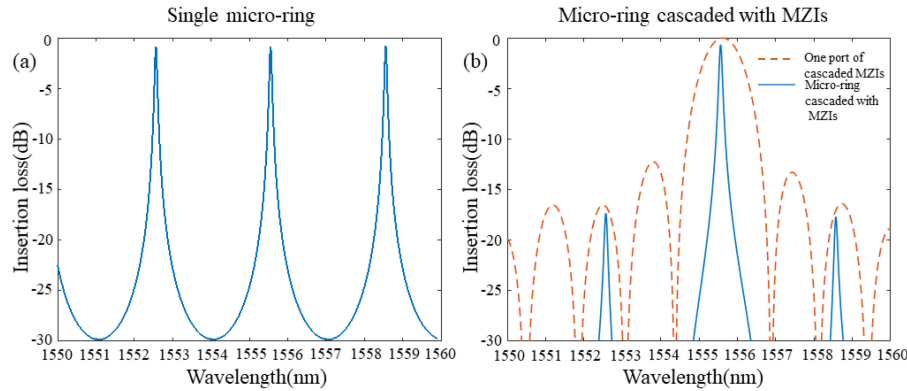 Single micro-ring
(a)
Insertion loss(dB)
0
-5
-10
-15
-20
-25
-30
1550 1551 1552 1553 1554 1555 1556 1557 1558 1559 1560
Wavelength(nm)
Micro-ring cascaded with MZIs
(b)
Insertion loss(dB)
0
-5
-10
-15
-20
-25
-30
One port of
cascaded MZIs
Micro-ring
cascaded with
MZIs
1550 1551 1552 1553 1554 1555 1556 1557 1558 1559 1560
Wavelength(nm)